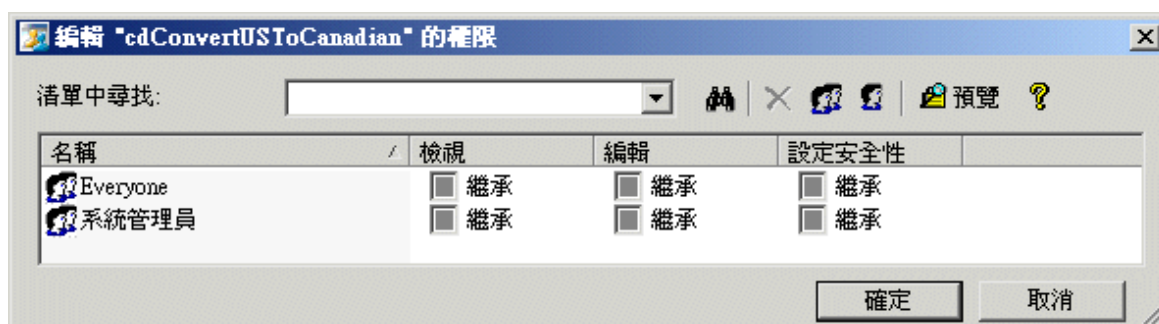 編輯 "cdConvertUSToCanadian" 的權限
清單中尋找:
預覽
名稱 檢視 編輯 設定安全性
Everyone 繼承 繼承 繼承
系統管理員 繼承 繼承 繼承
確定 取消